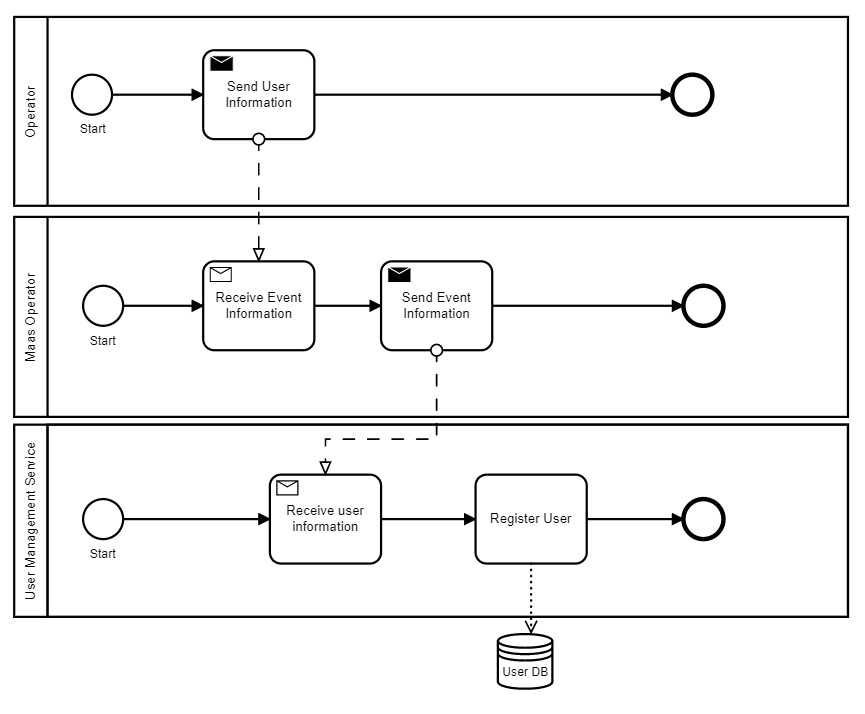 Operator
Start
Send User
Information
Maas Operator
Start
Receive Event
Information
Send Event
Information
User Management Service
Start
Receive user
information
Register User
User DB